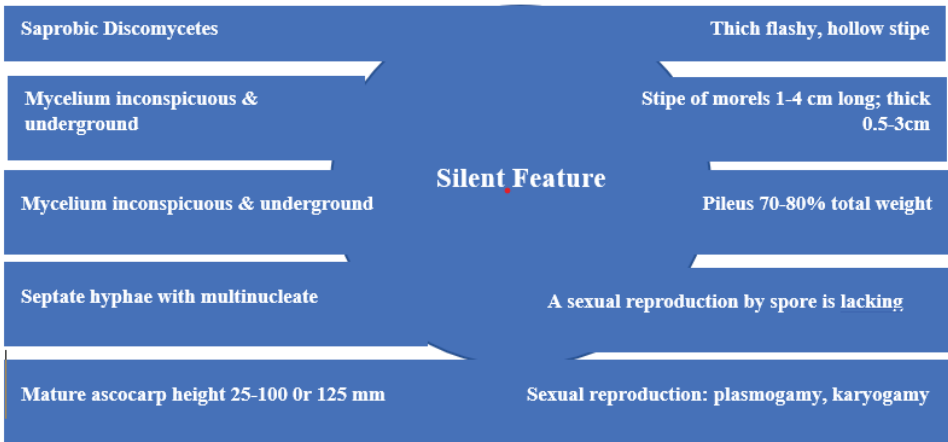 Saprobic Discomycetes
Thich flashy, hollow stipe
Mycelium inconspicuous &
underground
Stipe of morels 1-4 cm long; thick
0.5-3cm
Silent Feature
Mycelium inconspicuous & underground
Pileus 70-80% total weight
Septate hyphae with multinucleate
A sexual reproduction by spore is lacking
Mature ascocarp height 25-100 0r 125 mm
Sexual reproduction: plasmogamy, karyogamy